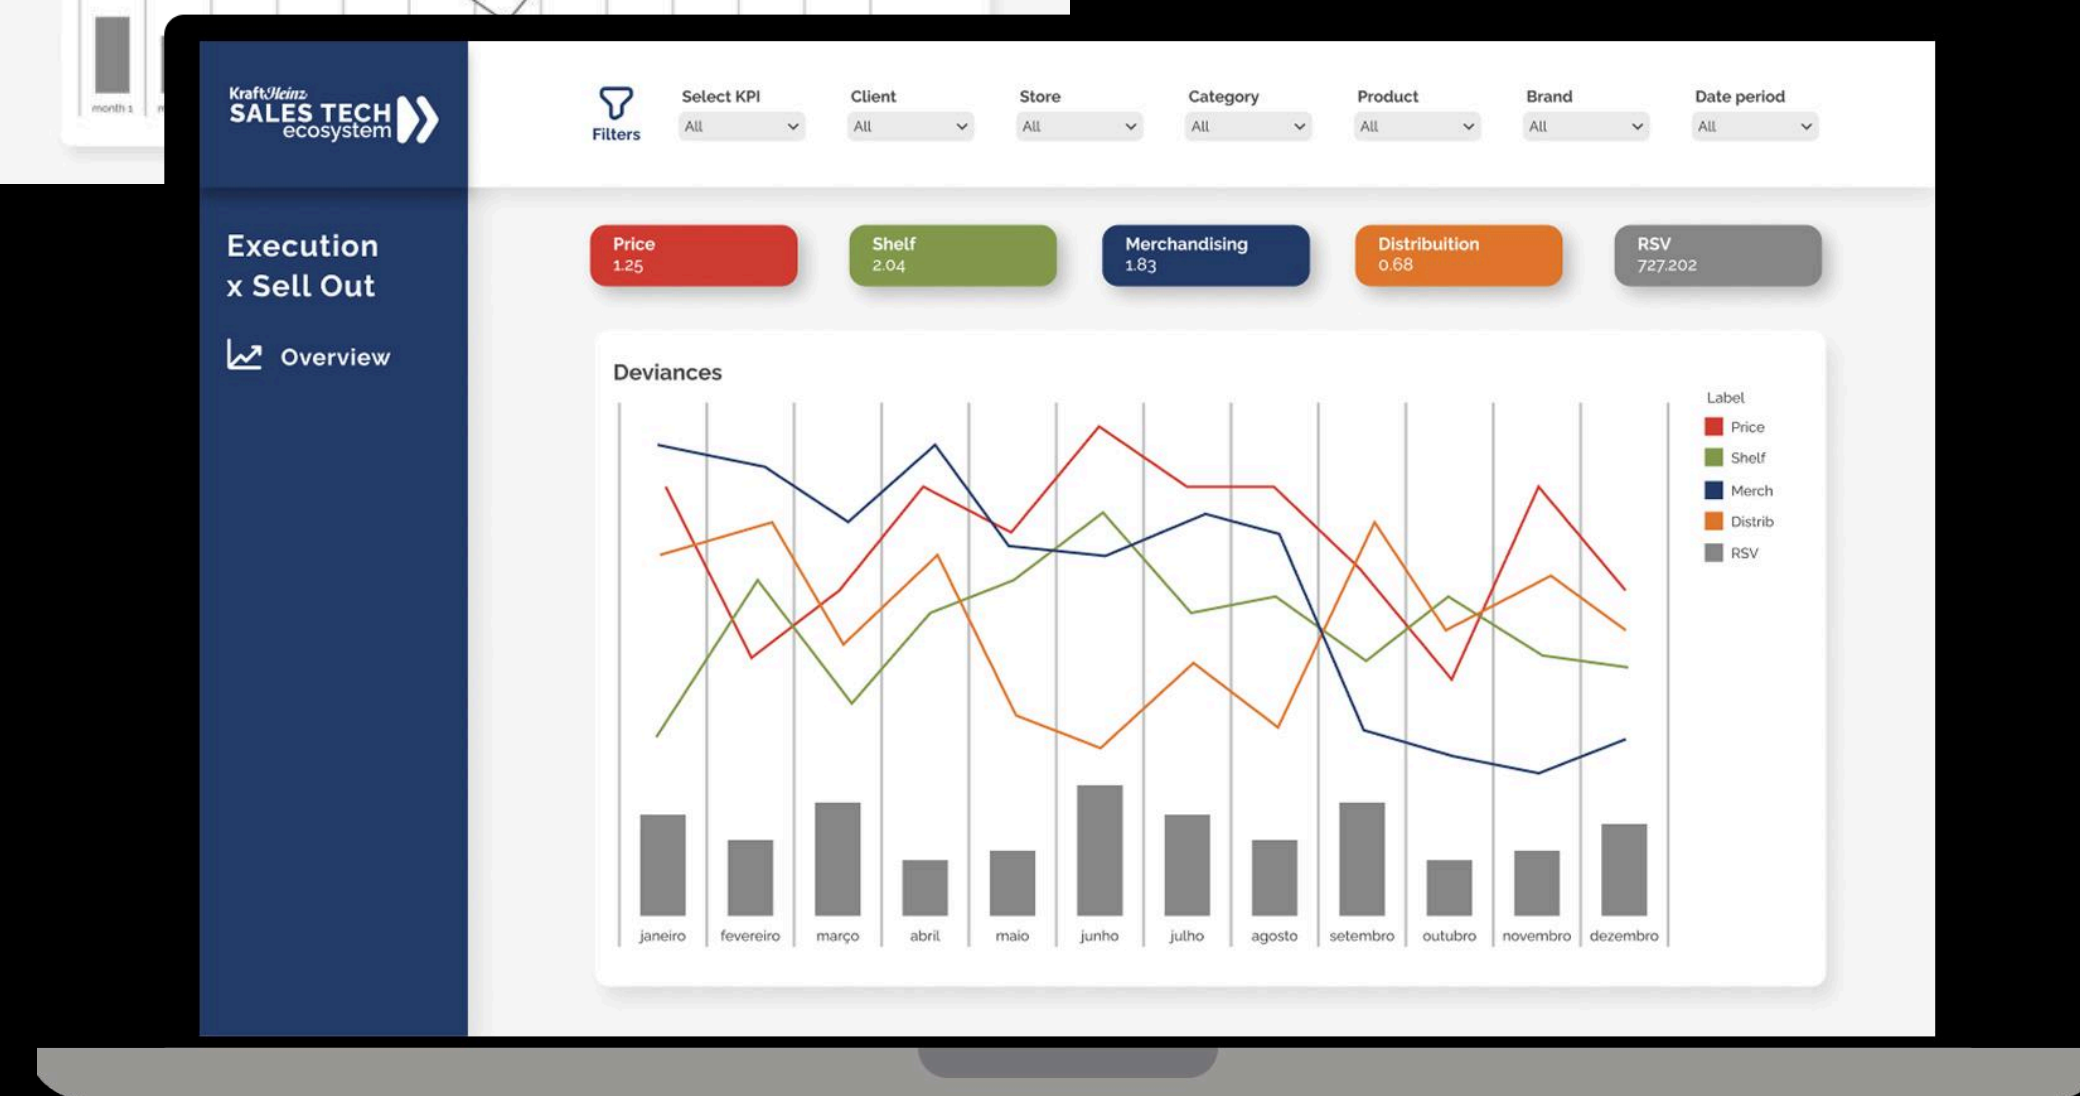 month 1
KraftHeinz
SALES TECH
ecosystem
Filters
Select KPI
All
Client
All
Store
All
Category
All
Product
All
Brand
All
Date period
All
Execution
x Sell Out
Overview
Price
1.25
Shelf
2.04
Merchandising
1.83
Distribuition
0.68
RSV
727.202
Deviances
Label
Price
Shelf
Merch
Distrib
RSV
janeiro fevereiro março abril maio junho julho agosto setembro outubro novembro dezembro